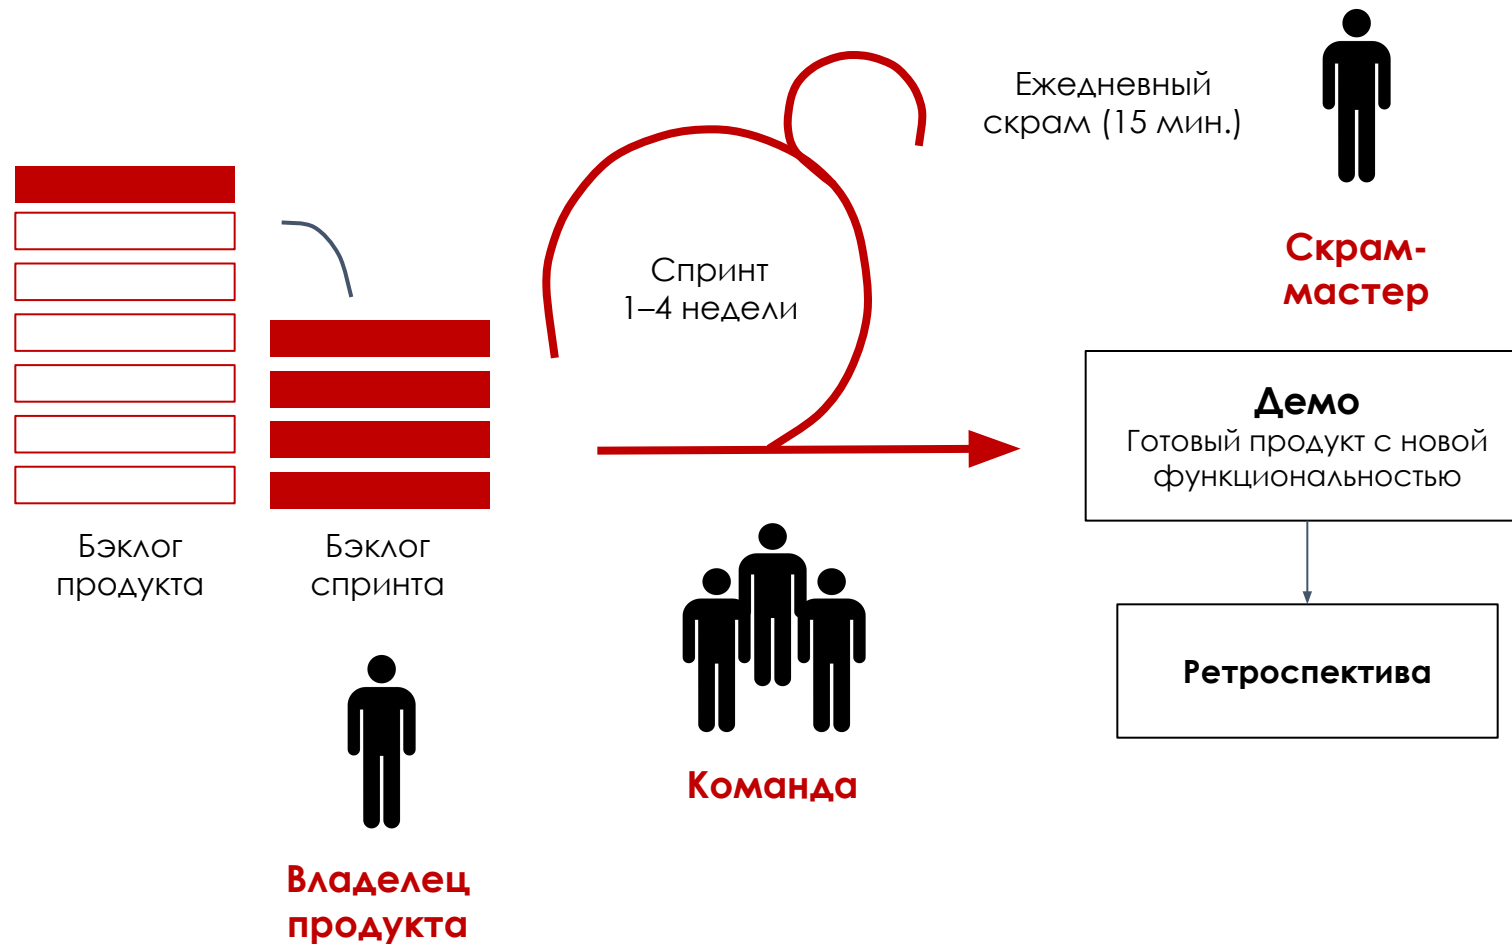 Ежедневный
скрам (15 мин.)
Скрам-
мастер
Спринт
1–4 недели
Бэклог
продукта
Бэклог
спринта
Демо
Готовый продукт с новой
функциональностью
Ретроспектива
Команда
Владелец
продукта